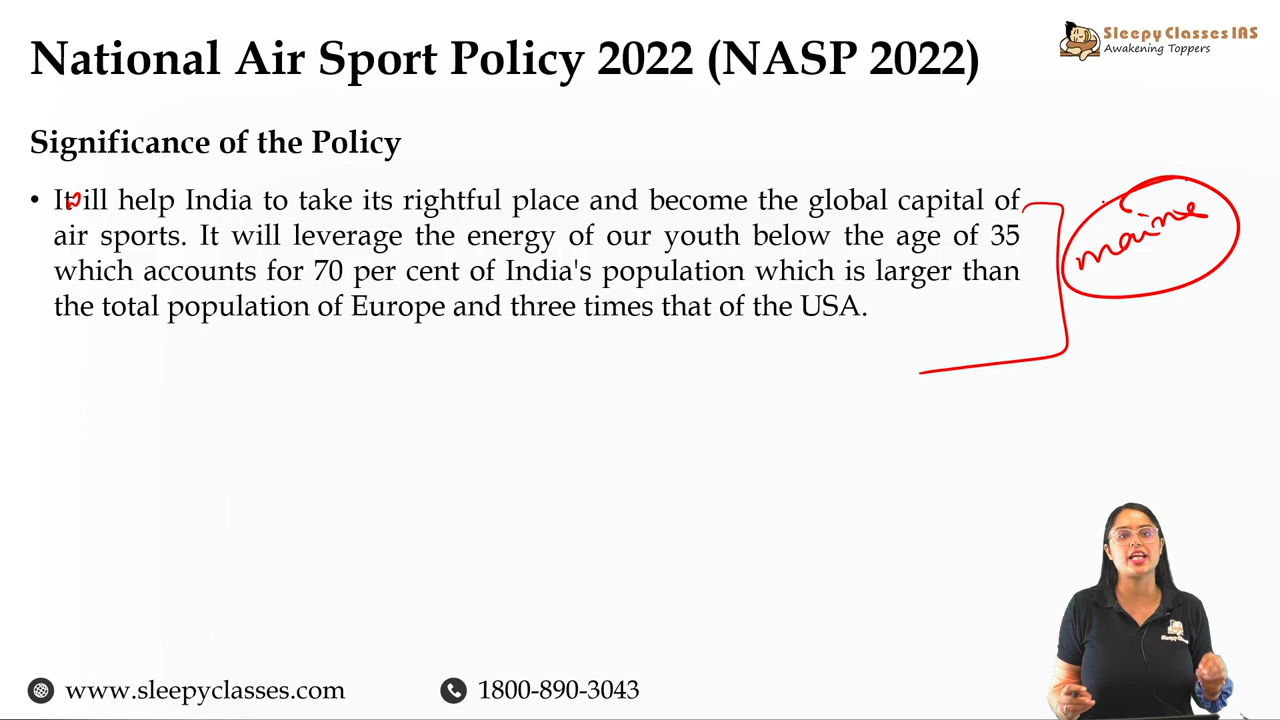 National Air Sport Policy 2022 (NASP 2022)
Sleepy Classes IAS
Awakening Toppers
Significance of the Policy
• It will help India to take its rightful place and become the global capital of
air sports. It will leverage the energy of our youth below the age of 35
which accounts for 70 per cent of India's population which is larger than
the total population of Europe and three times that of the USA.
www.sleepyclasses.com
1800-890-3043